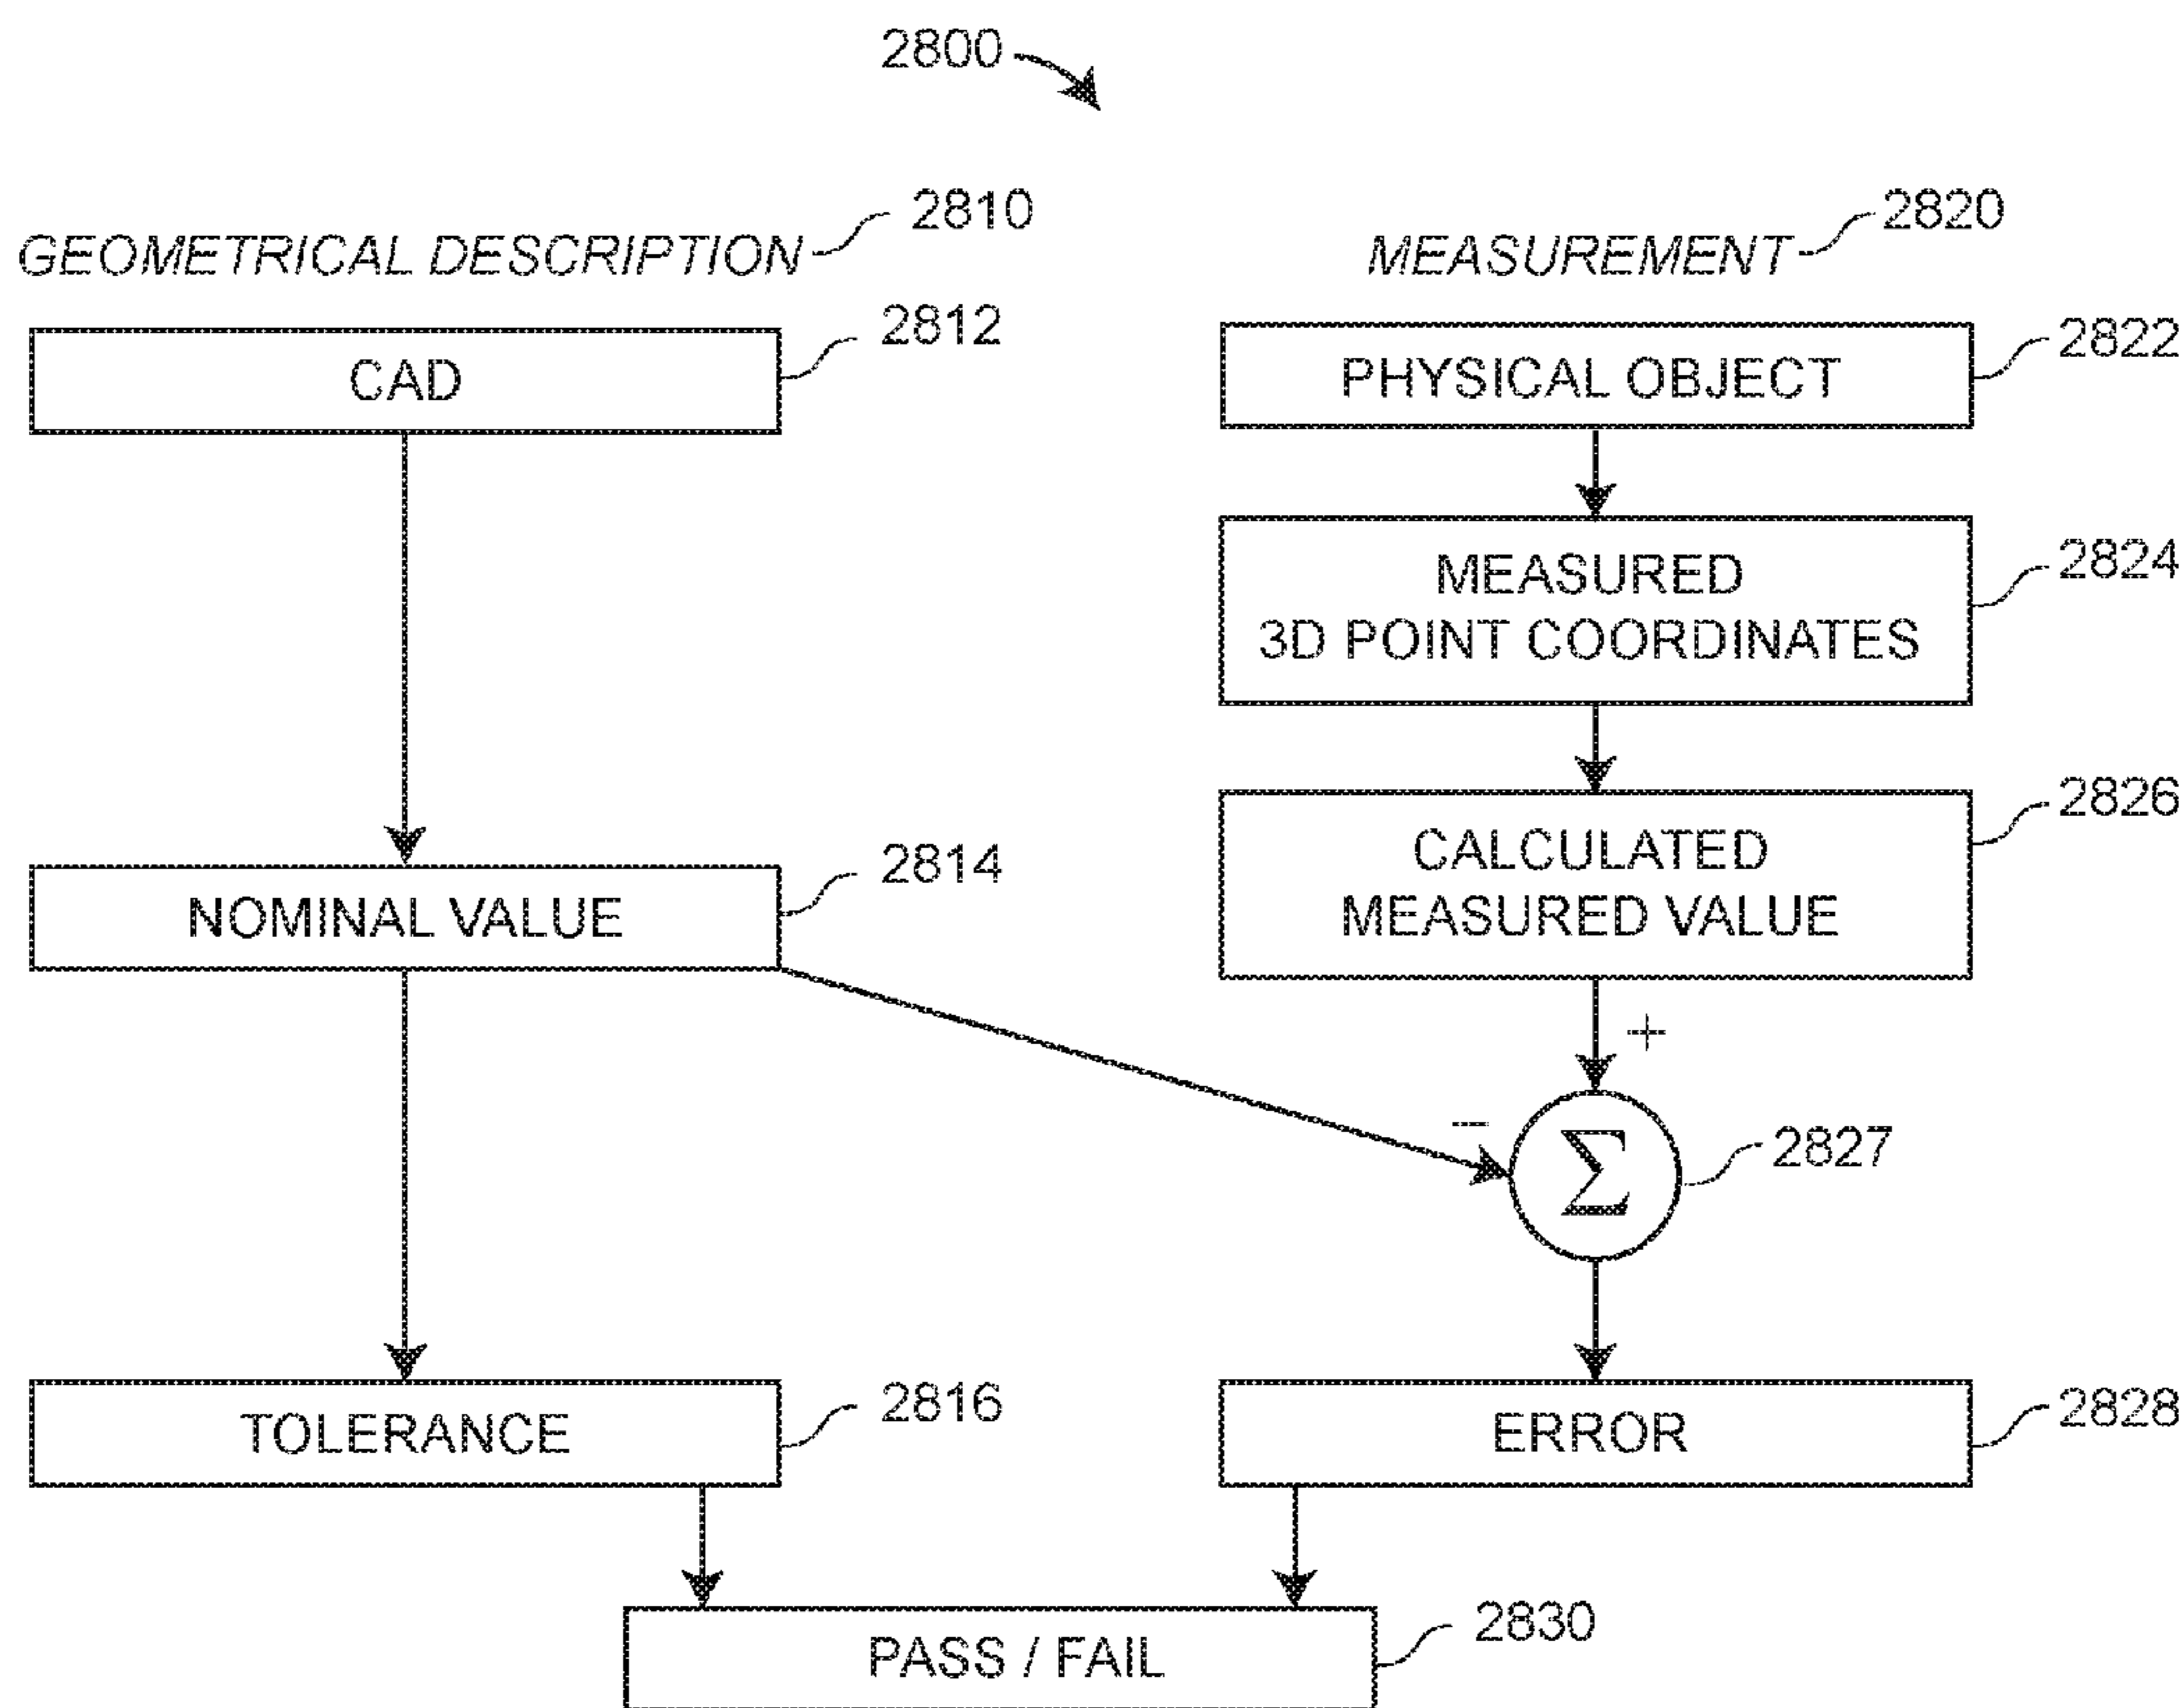 2800
GEOMETRICAL DESCRIPTION 2810
MEASUREMENT 2820
CAD 2812
PHYSICAL OBJECT 2822
MEASURED
3D POINT COORDINATES
2824
NOMINAL VALUE 2814
CALCULATED
MEASURED VALUE
2826
+
−
Σ 2827
TOLERANCE 2816
ERROR 2828
PASS / FAIL 2830